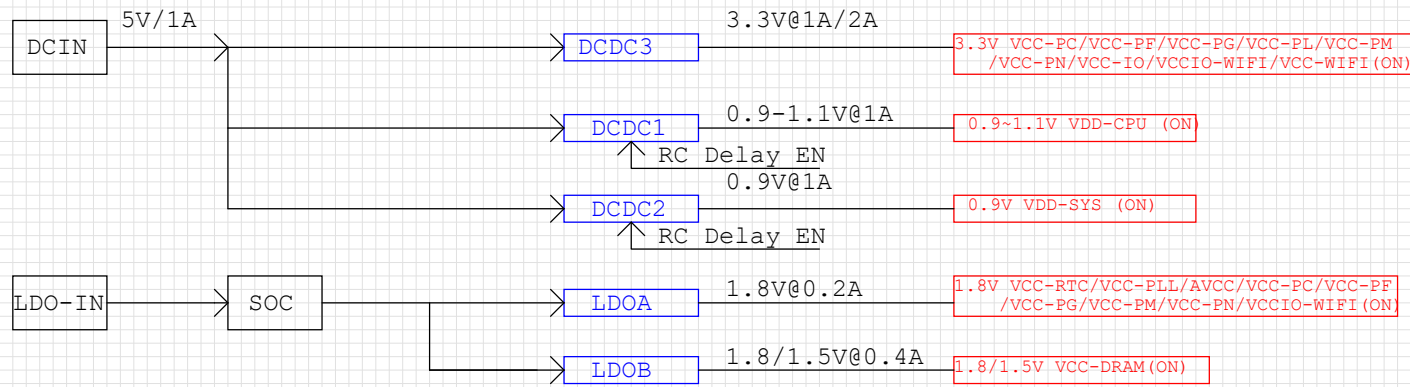 5V/1A
3.3V@1A/2A
DCIN
DCDC3
3.3V VCC-PC/VCC-PF/VCC-PG/VCC-PL/VCC-PM
/VCC-PN/VCC-IO/VCCIO-WIFI/VCC-WIFI(ON)
0.9-1.1V@1A
DCDC1
0.9~1.1V VDD-CPU (ON)
RC Delay EN
0.9V@1A
DCDC2
0.9V VDD-SYS (ON)
RC Delay EN
LDO-IN
SOC
LDOA
1.8V@0.2A
1.8V VCC-RTC/VCC-PLL/AVCC/VCC-PC/VCC-PF
/VCC-PG/VCC-PM/VCC-PN/VCCIO-WIFI(ON)
1.8/1.5V@0.4A
LDOB
1.8/1.5V VCC-DRAM(ON)